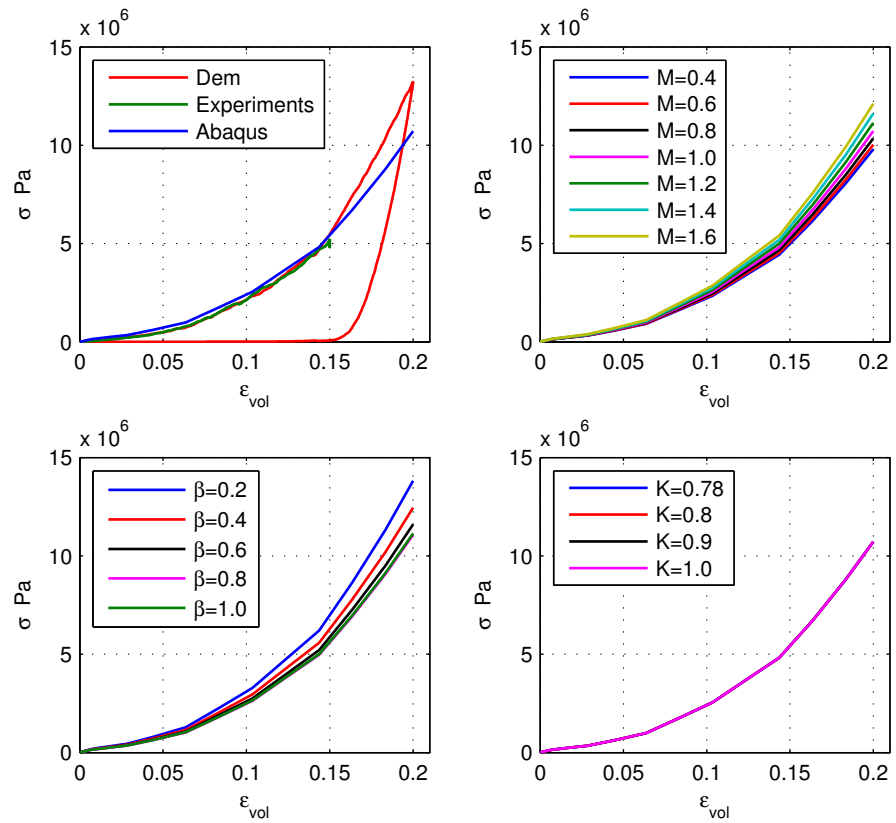 x 10^6
15
10
5
0
σ Pa
Dem
Experiments
Abaqus
0 0.05 0.1 0.15 0.2
ε_vol
x 10^6
15
10
5
0
σ Pa
M=0.4
M=0.6
M=0.8
M=1.0
M=1.2
M=1.4
M=1.6
0 0.05 0.1 0.15 0.2
ε_vol
x 10^6
15
10
5
0
σ Pa
β=0.2
β=0.4
β=0.6
β=0.8
β=1.0
0 0.05 0.1 0.15 0.2
ε_vol
x 10^6
15
10
5
0
σ Pa
K=0.78
K=0.8
K=0.9
K=1.0
0 0.05 0.1 0.15 0.2
ε_vol